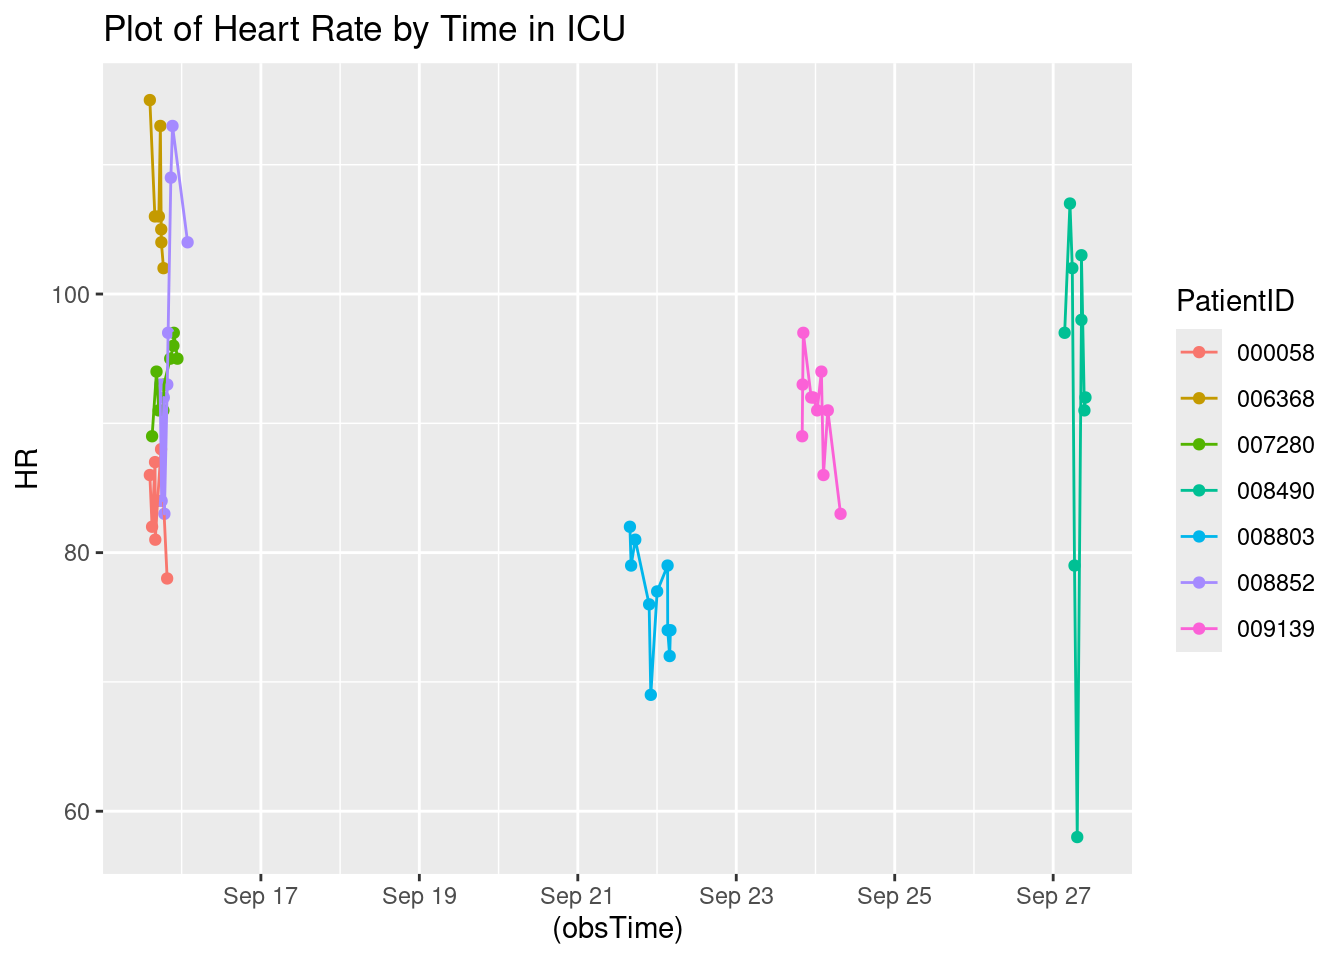 Plot of Heart Rate by Time in ICU
HR
100
80
60
Sep 17
Sep 19
Sep 21
Sep 23
Sep 25
Sep 27
(obsTime)
PatientID
000058
006368
007280
008490
008803
008852
009139